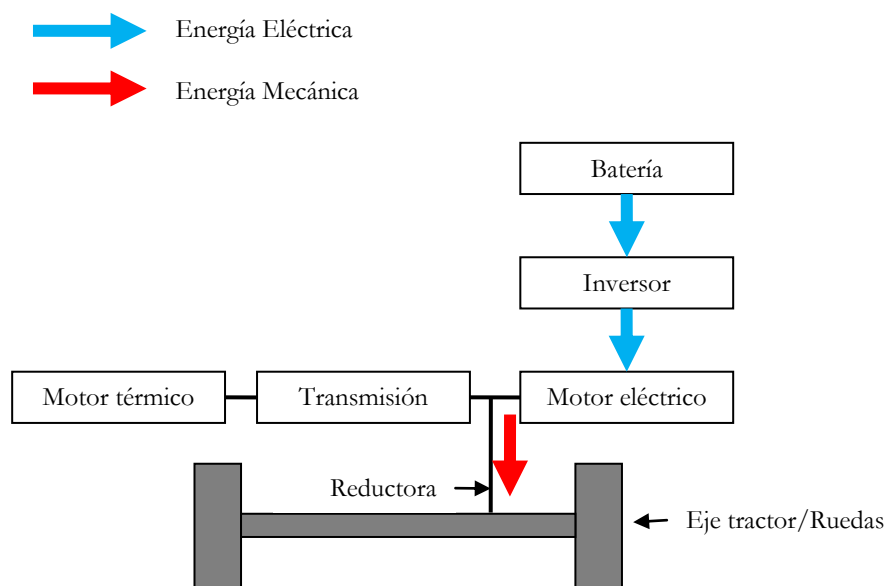 Energía Eléctrica
Energía Mecánica
Batería
Inversor
Motor térmico
Transmisión
Motor eléctrico
Reductora
Eje tractor/Ruedas